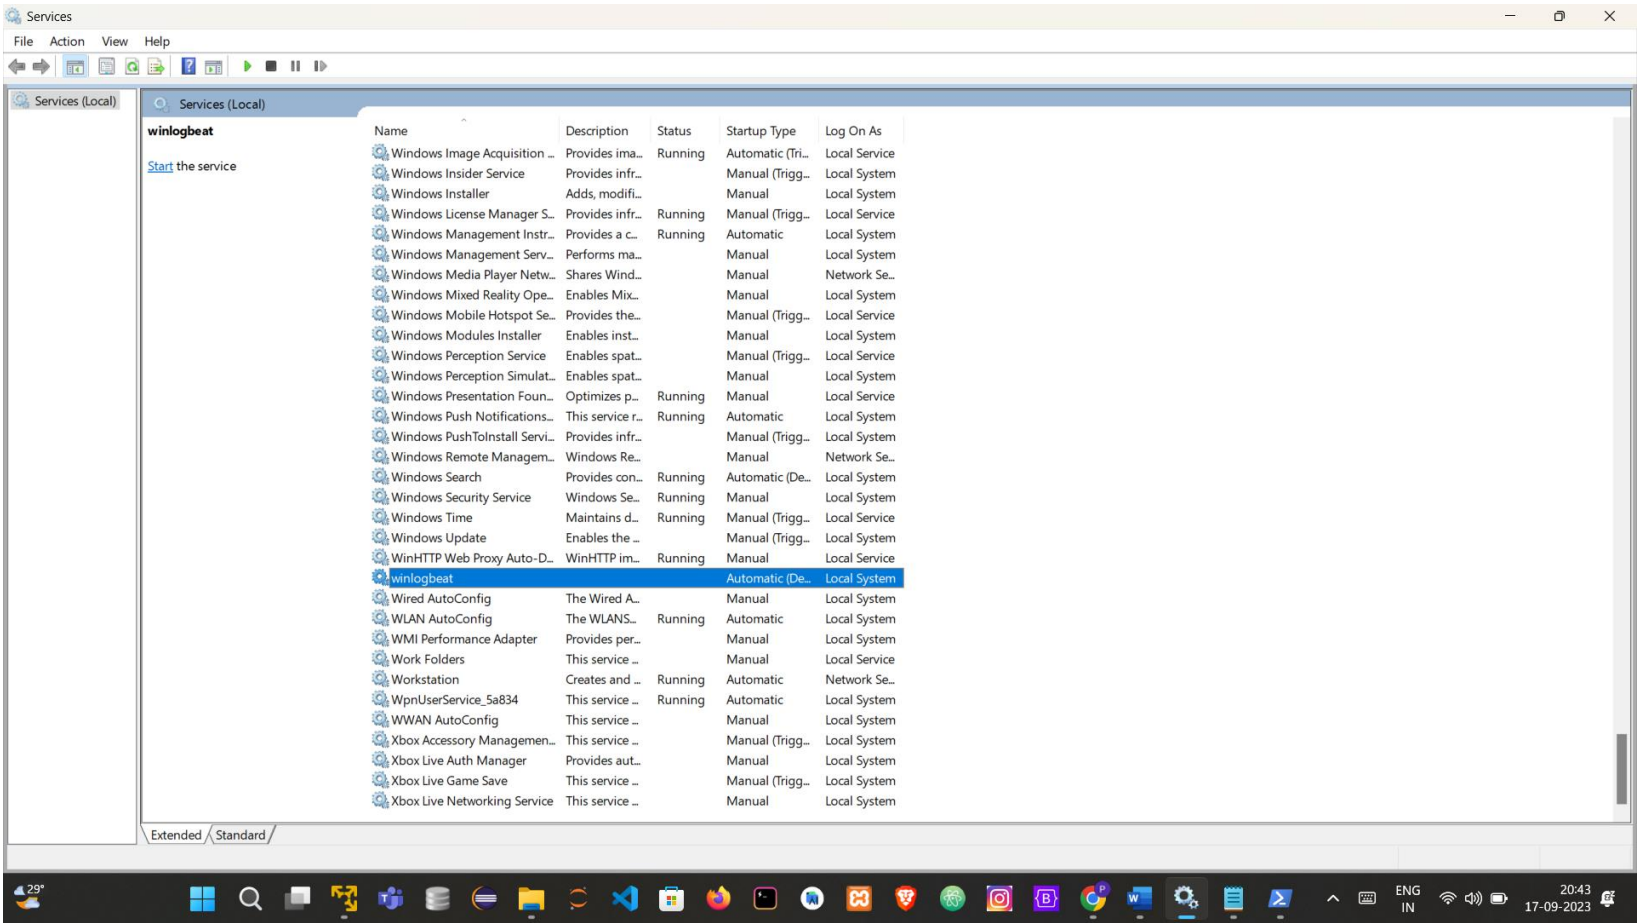 Services
File Action View Help
Services (Local)
Services (Local)
winlogbeat
Start the service
Name Description Status Startup Type Log On As
Windows Image Acquisition ... Provides ima... Running Automatic (Tri... Local Service
Windows Insider Service Provides infr... Manual (Trigg... Local System
Windows Installer Adds, modifi... Manual Local System
Windows License Manager S... Provides infr... Running Manual (Trigg... Local Service
Windows Management Instr... Provides a c... Running Automatic Local System
Windows Management Serv... Performs ma... Manual Local System
Windows Media Player Netw... Shares Wind... Manual Network Se...
Windows Mixed Reality Ope... Enables Mix... Manual Local System
Windows Mobile Hotspot Se... Provides the... Manual (Trigg... Local Service
Windows Modules Installer Enables inst... Manual Local System
Windows Perception Service Enables spat... Manual (Trigg... Local Service
Windows Perception Simulat... Enables spat... Manual Local System
Windows Presentation Foun... Optimizes p... Running Manual Local Service
Windows Push Notifications... This service r... Running Automatic Local System
Windows PushToInstall Servi... Provides infr... Manual (Trigg... Local System
Windows Remote Managem... Windows Re... Manual Network Se...
Windows Search Provides con... Running Automatic (De... Local System
Windows Security Service Windows Se... Running Manual Local System
Windows Time Maintains d... Running Manual (Trigg... Local Service
Windows Update Enables the ... Manual (Trigg... Local System
WinHTTP Web Proxy Auto-D... WinHTTP im... Running Manual Local Service
winlogbeat Automatic (De... Local System
Wired AutoConfig The Wired A... Manual Local System
WLAN AutoConfig The WLANS... Running Automatic Local System
WMI Performance Adapter Provides per... Manual Local System
Work Folders This service ... Manual Local Service
Workstation Creates and ... Running Automatic Network Se...
WpnUserService_5a834 This service ... Running Automatic Local System
WWAN AutoConfig This service ... Manual Local System
Xbox Accessory Managemen... This service ... Manual (Trigg... Local System
Xbox Live Auth Manager Provides aut... Manual Local System
Xbox Live Game Save This service ... Manual (Trigg... Local System
Xbox Live Networking Service This service ... Manual Local System
Extended Standard
29°
ENG
IN
20:43
17-09-2023